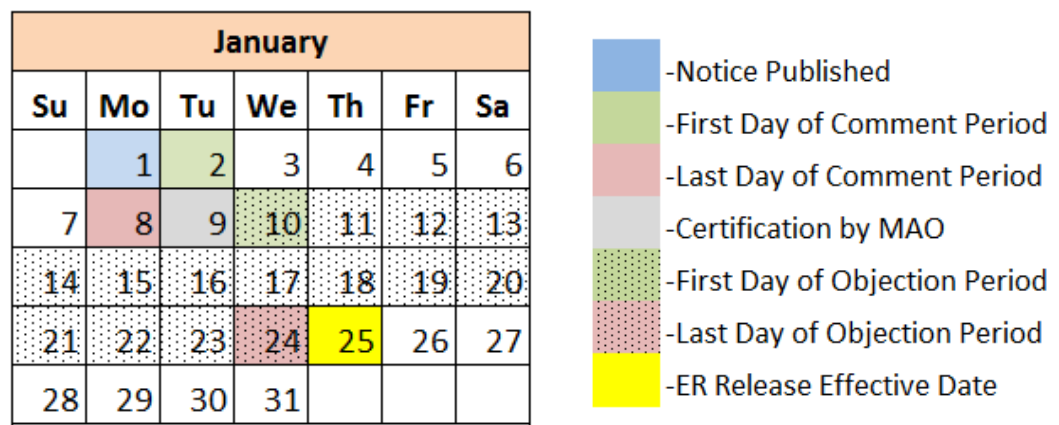 January
Su Mo Tu We Th Fr Sa
1 2 3 4 5 6
7 8 9 10 11 12 13
14 15 16 17 18 19 20
21 22 23 24 25 26 27
28 29 30 31
-Notice Published
-First Day of Comment Period
-Last Day of Comment Period
-Certification by MAO
-First Day of Objection Period
-Last Day of Objection Period
-ER Release Effective Date